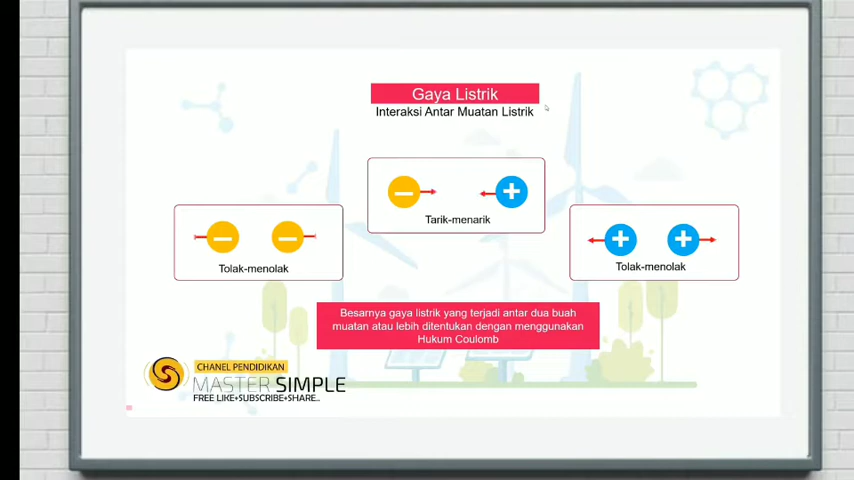 Gaya Listrik
Interaksi Antar Muatan Listrik
Tarik-menarik
Tolak-menolak
Tolak-menolak
Besarnya gaya listrik yang terjadi antar dua buah
muatan atau lebih ditentukan dengan menggunakan
Hukum Coulomb
CHANEL PENDIDIKAN
MASTER SIMPLE
FREE LIKE+SUBSCRIBE+SHARE..